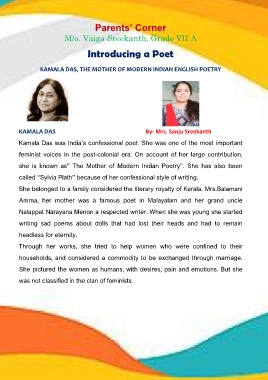 Parents' Corner
M/o. Vaiga Sreekanth, Grade VII A
Introducing a Poet
KAMALA DAS, THE MOTHER OF MODERN INDIAN ENGLISH POETRY
KAMALA DAS
By- Mrs. Sanju Sreekanth
Kamala Das was India's confessional poet. She was one of the most important
feminist voices in the post-colonial era. On account of her large contribution,
she is known as" The Mother of Modern Indian Poetry". She has also been
called "Sylvia Plath" because of her confessional style of writing.
She belonged to a family considered the literary royalty of Kerala. Mrs.Balamani
Amma, her mother was a famous poet in Malayalam and her grand uncle
Nalappat Narayana Menon a respected writer. When she was young she started
writing sad poems about dolls that had lost their heads and had to remain
headless for eternity.
Through her works, she tried to help women who were confined to their
households, and considered a commodity to be exchanged through marriage.
She pictured the women as humans, with desires, pain and emotions. But she
was not classified in the clan of feminists.